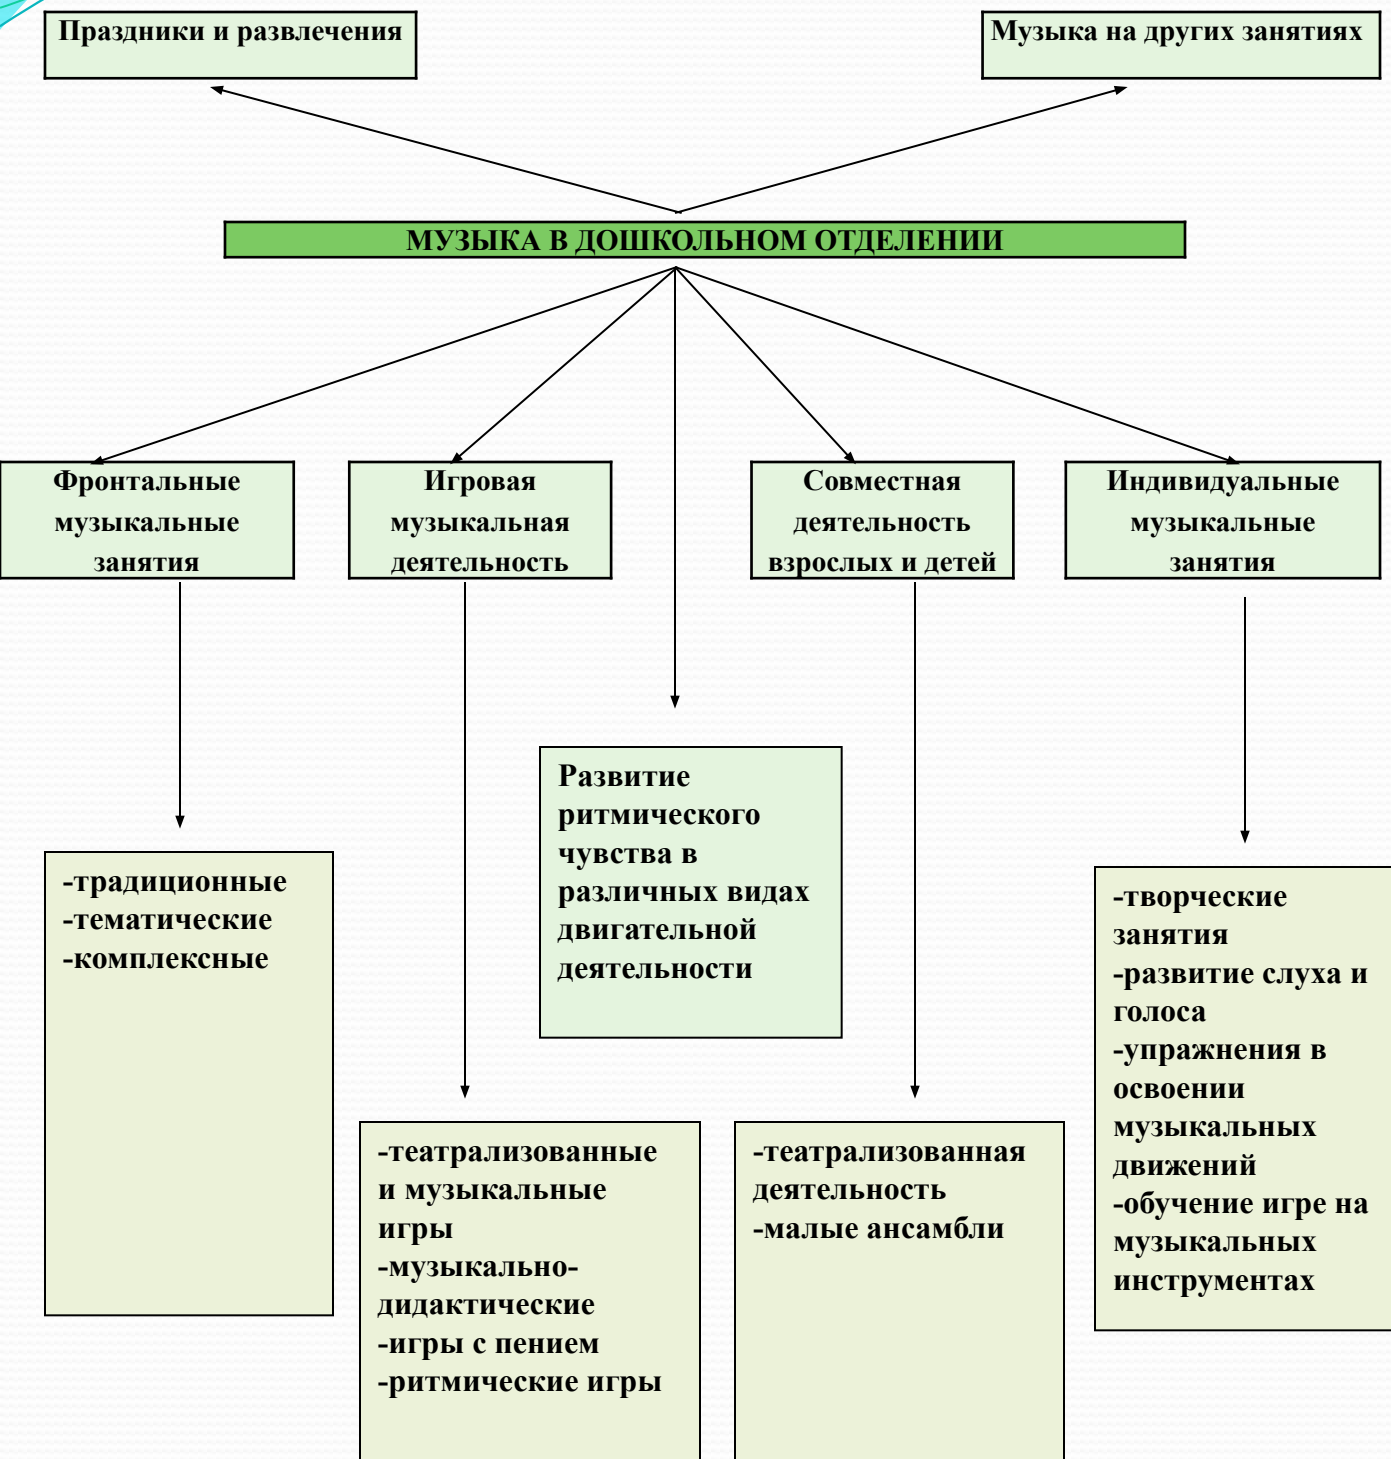 Праздники и развлечения
Музыка на других занятиях
МУЗЫКА В ДОШКОЛЬНОМ ОТДЕЛЕНИИ
Фронтальные
музыкальные
занятия
Игровая
музыкальная
деятельность
Совместная
деятельность
взрослых и детей
Индивидуальные
музыкальные
занятия
Развитие
ритмического
чувства в
различных видах
двигательной
деятельности
-традиционные
-тематические
-комплексные
-театрализованные
и музыкальные
игры
-музыкально-
дидактические
-игры с пением
-ритмические игры
-театрализованная
деятельность
-малые ансамбли
-творческие
занятия
-развитие слуха и
голоса
-упражнения в
освоении
музыкальных
движений
-обучение игре на
музыкальных
инструментах